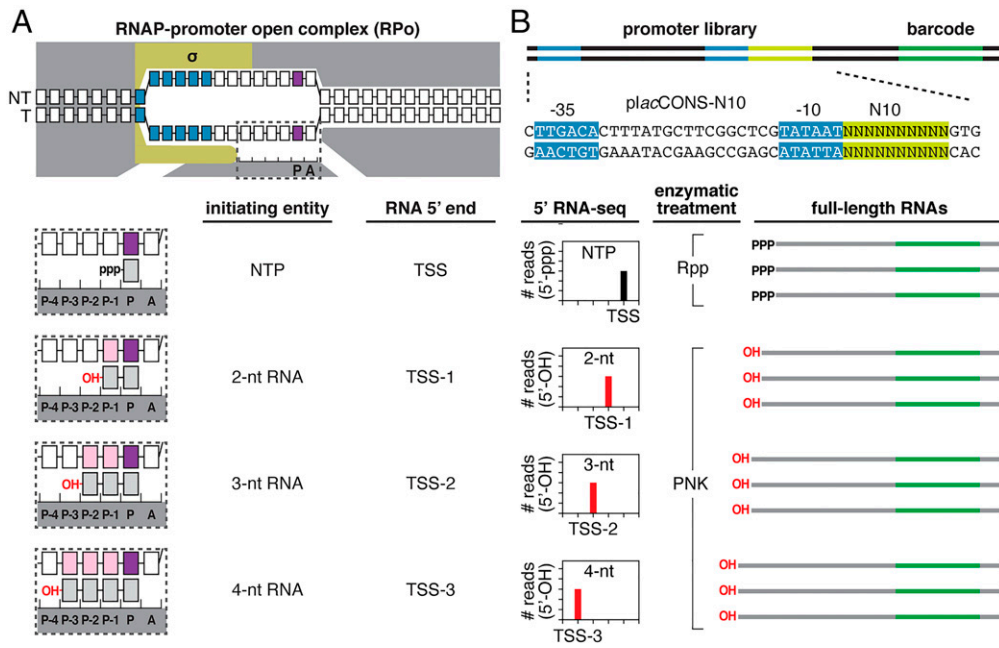 A
RNAP-promoter open complex (RPo)
σ
NT
T
P A
initiating entity
RNA 5' end
ppp
P-4 P-3 P-2 P-1 P A
NTP
TSS
OH
P-4 P-3 P-2 P-1 P A
2-nt RNA
TSS-1
OH
P-4 P-3 P-2 P-1 P A
3-nt RNA
TSS-2
OH
P-4 P-3 P-2 P-1 P A
4-nt RNA
TSS-3
B
promoter library
barcode
placCONS-N10
-35
-10
N10
CTTGACACTTTATGCTTCGGCTCGTATAATNNNNNNNNNNGTG
GAACTGTGAAATACGAAGCCGAGCATATTANNNNNNNNNNCAC
5' RNA-seq
enzymatic
treatment
full-length RNAs
# reads
(5'-ppp)
NTP
TSS
Rpp
PPP
PPP
PPP
# reads
(5'-OH)
2-nt
TSS-1
OH
OH
OH
# reads
(5'-OH)
3-nt
TSS-2
PNK
OH
OH
OH
# reads
(5'-OH)
4-nt
TSS-3
OH
OH
OH